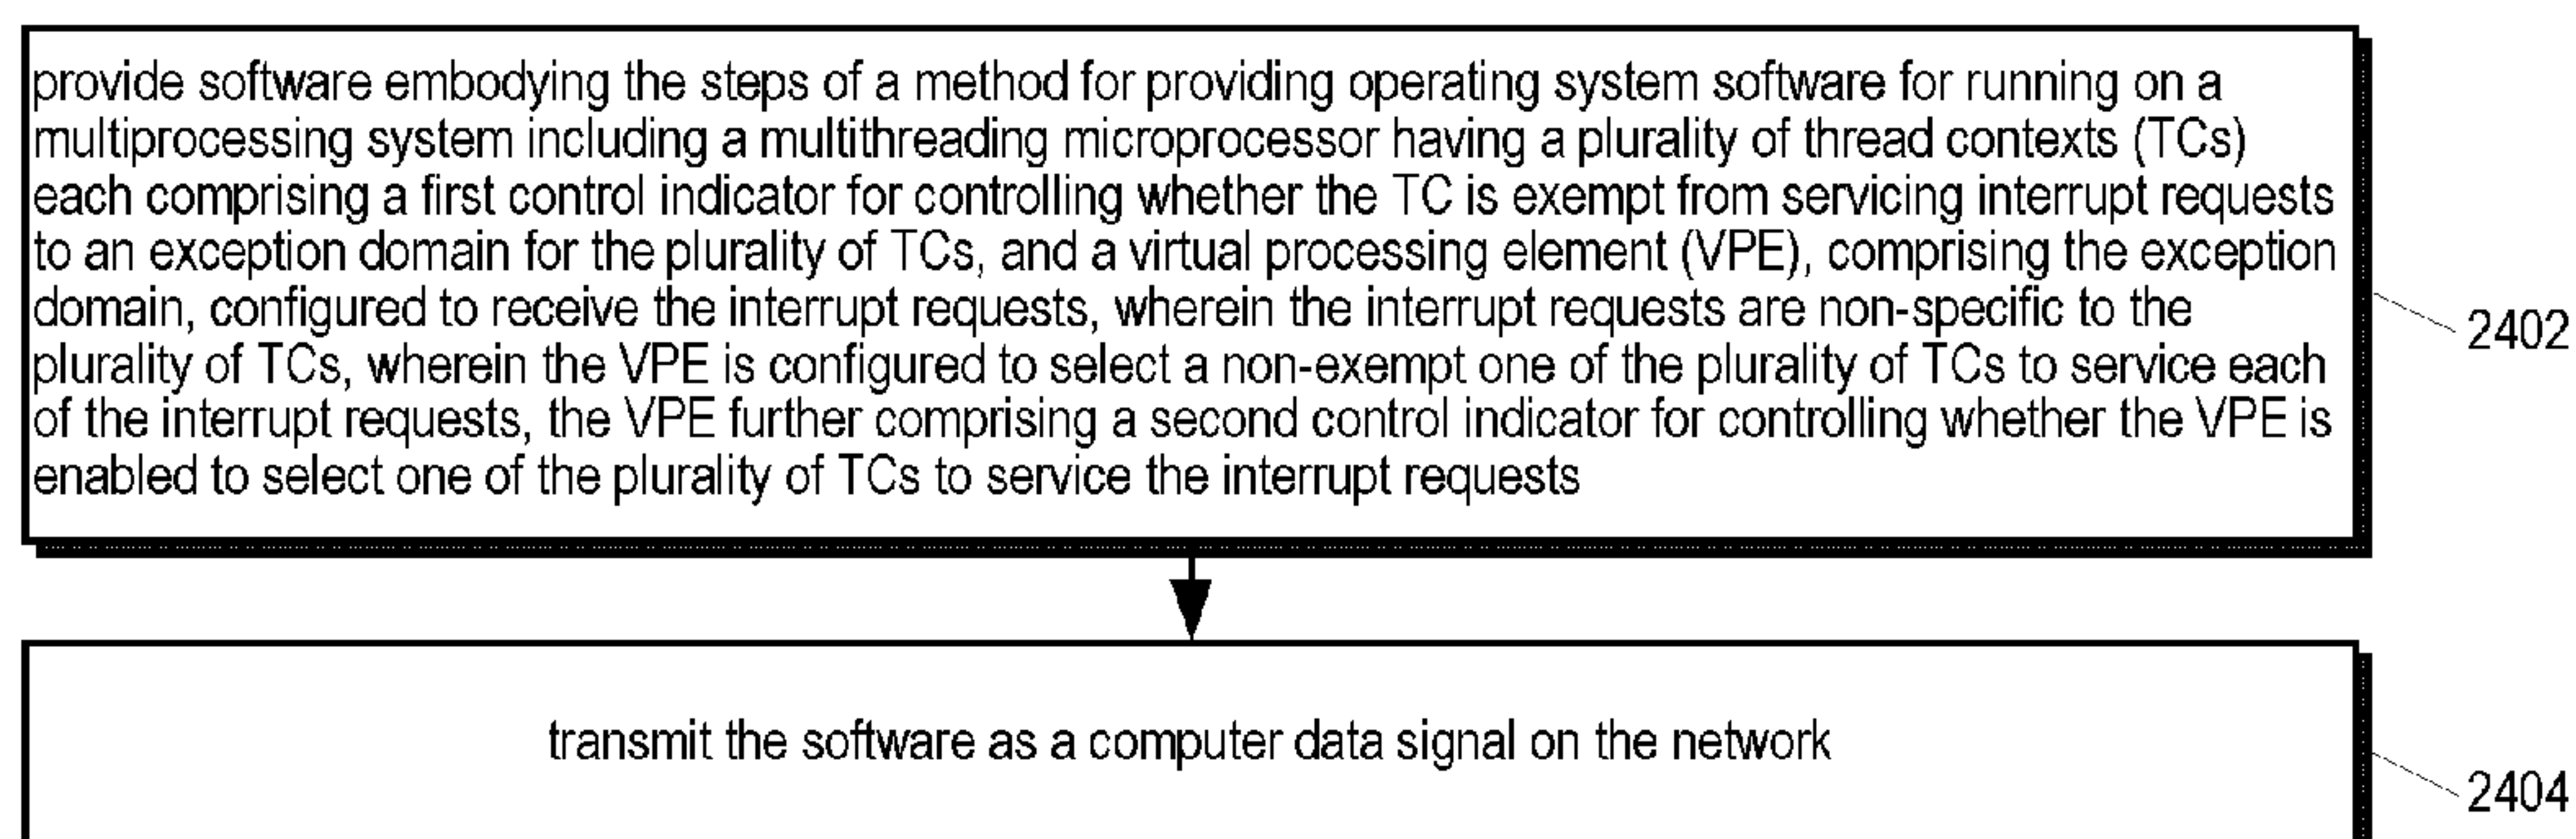 provide software embodying the steps of a method for providing operating system software for running on a
multiprocessing system including a multithreading microprocessor having a plurality of thread contexts (TCs)
each comprising a first control indicator for controlling whether the TC is exempt from servicing interrupt requests
to an exception domain for the plurality of TCs, and a virtual processing element (VPE), comprising the exception
domain, configured to receive the interrupt requests, wherein the interrupt requests are non-specific to the
plurality of TCs, wherein the VPE is configured to select a non-exempt one of the plurality of TCs to service each
of the interrupt requests, the VPE further comprising a second control indicator for controlling whether the VPE is
enabled to select one of the plurality of TCs to service the interrupt requests
2402
transmit the software as a computer data signal on the network
2404